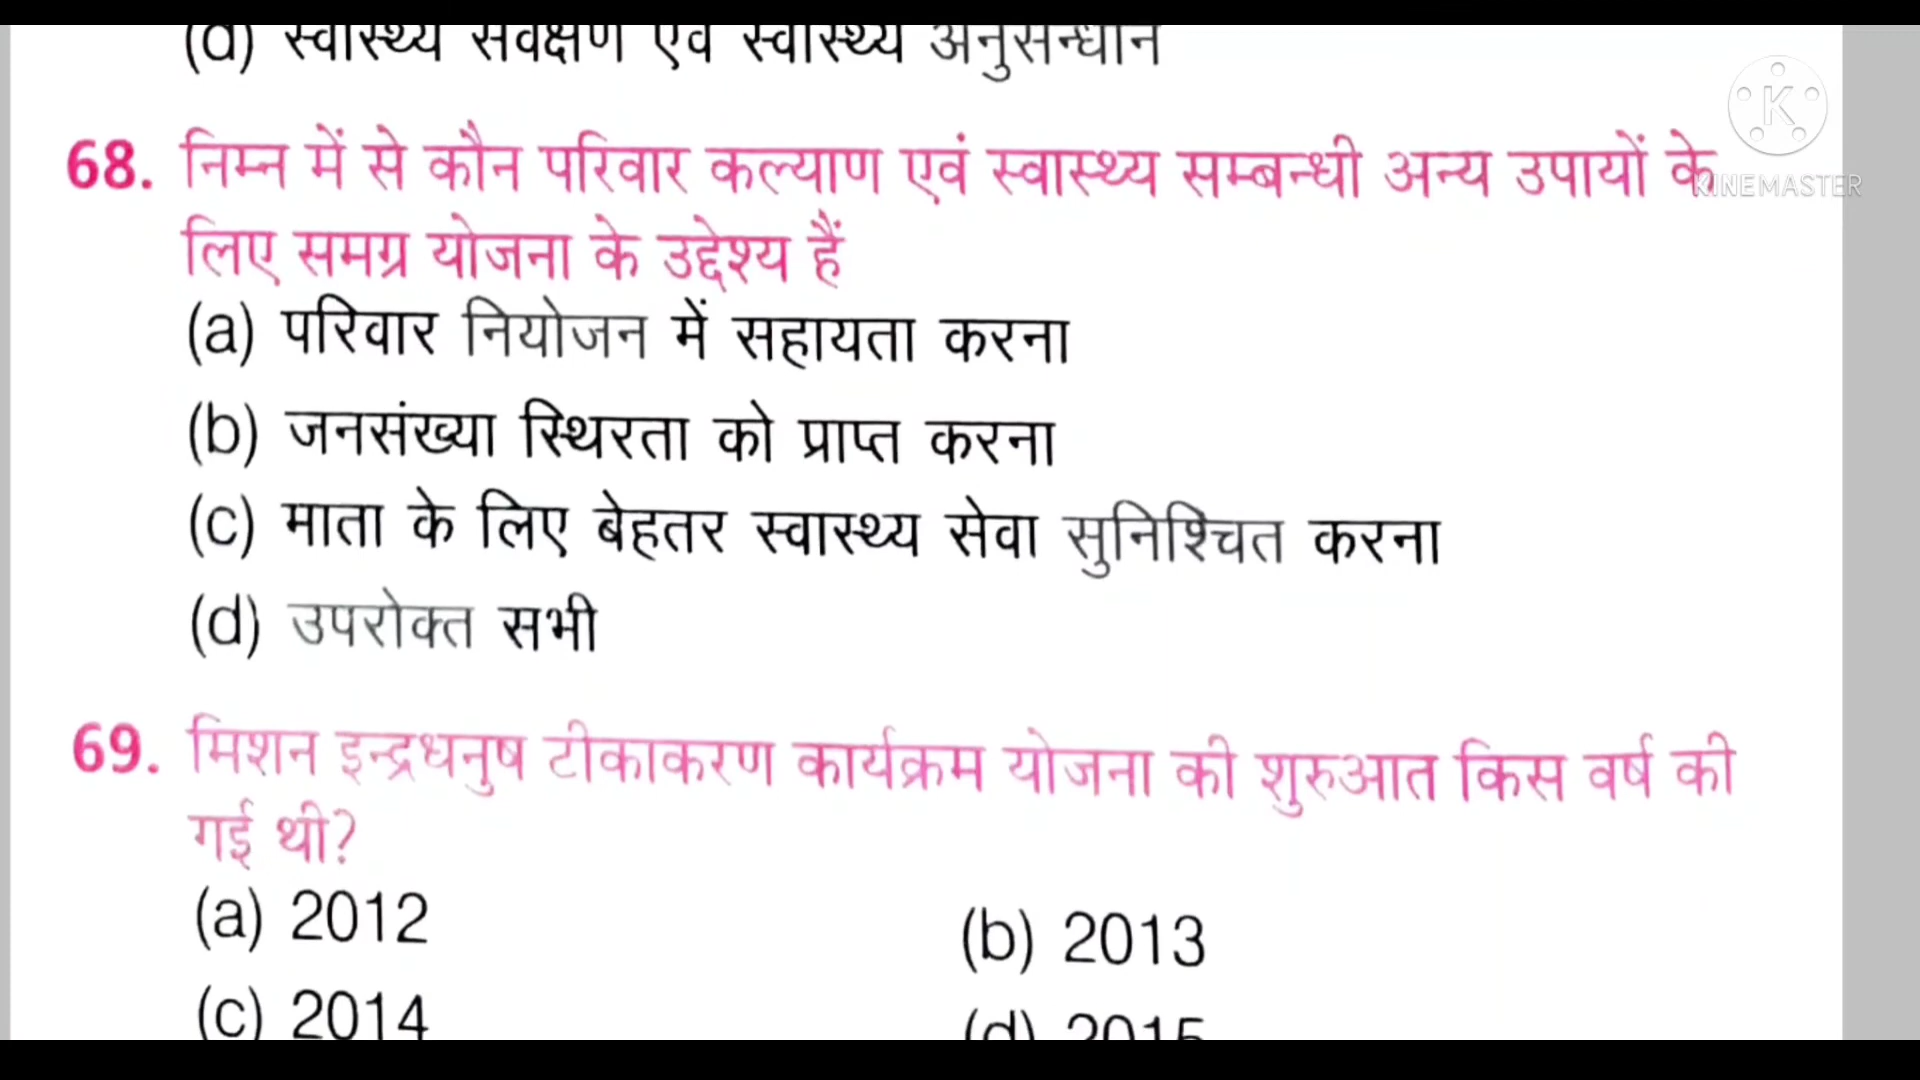 (d) स्वास्थ्य सर्वेक्षण एवं स्वास्थ्य अनुसन्धान
68. निम्न में से कौन परिवार कल्याण एवं स्वास्थ्य सम्बन्धी अन्य उपायों के
KINEMASTER
लिए समग्र योजना के उद्देश्य हैं
(a) परिवार नियोजन में सहायता करना
(b) जनसंख्या स्थिरता को प्राप्त करना
(c) माता के लिए बेहतर स्वास्थ्य सेवा सुनिश्चित करना
(d) उपरोक्त सभी
69. मिशन इन्द्रधनुष टीकाकरण कार्यक्रम योजना की शुरुआत किस वर्ष की
गई थी?
(a) 2012 (b) 2013
(c) 2014 (d) 2015